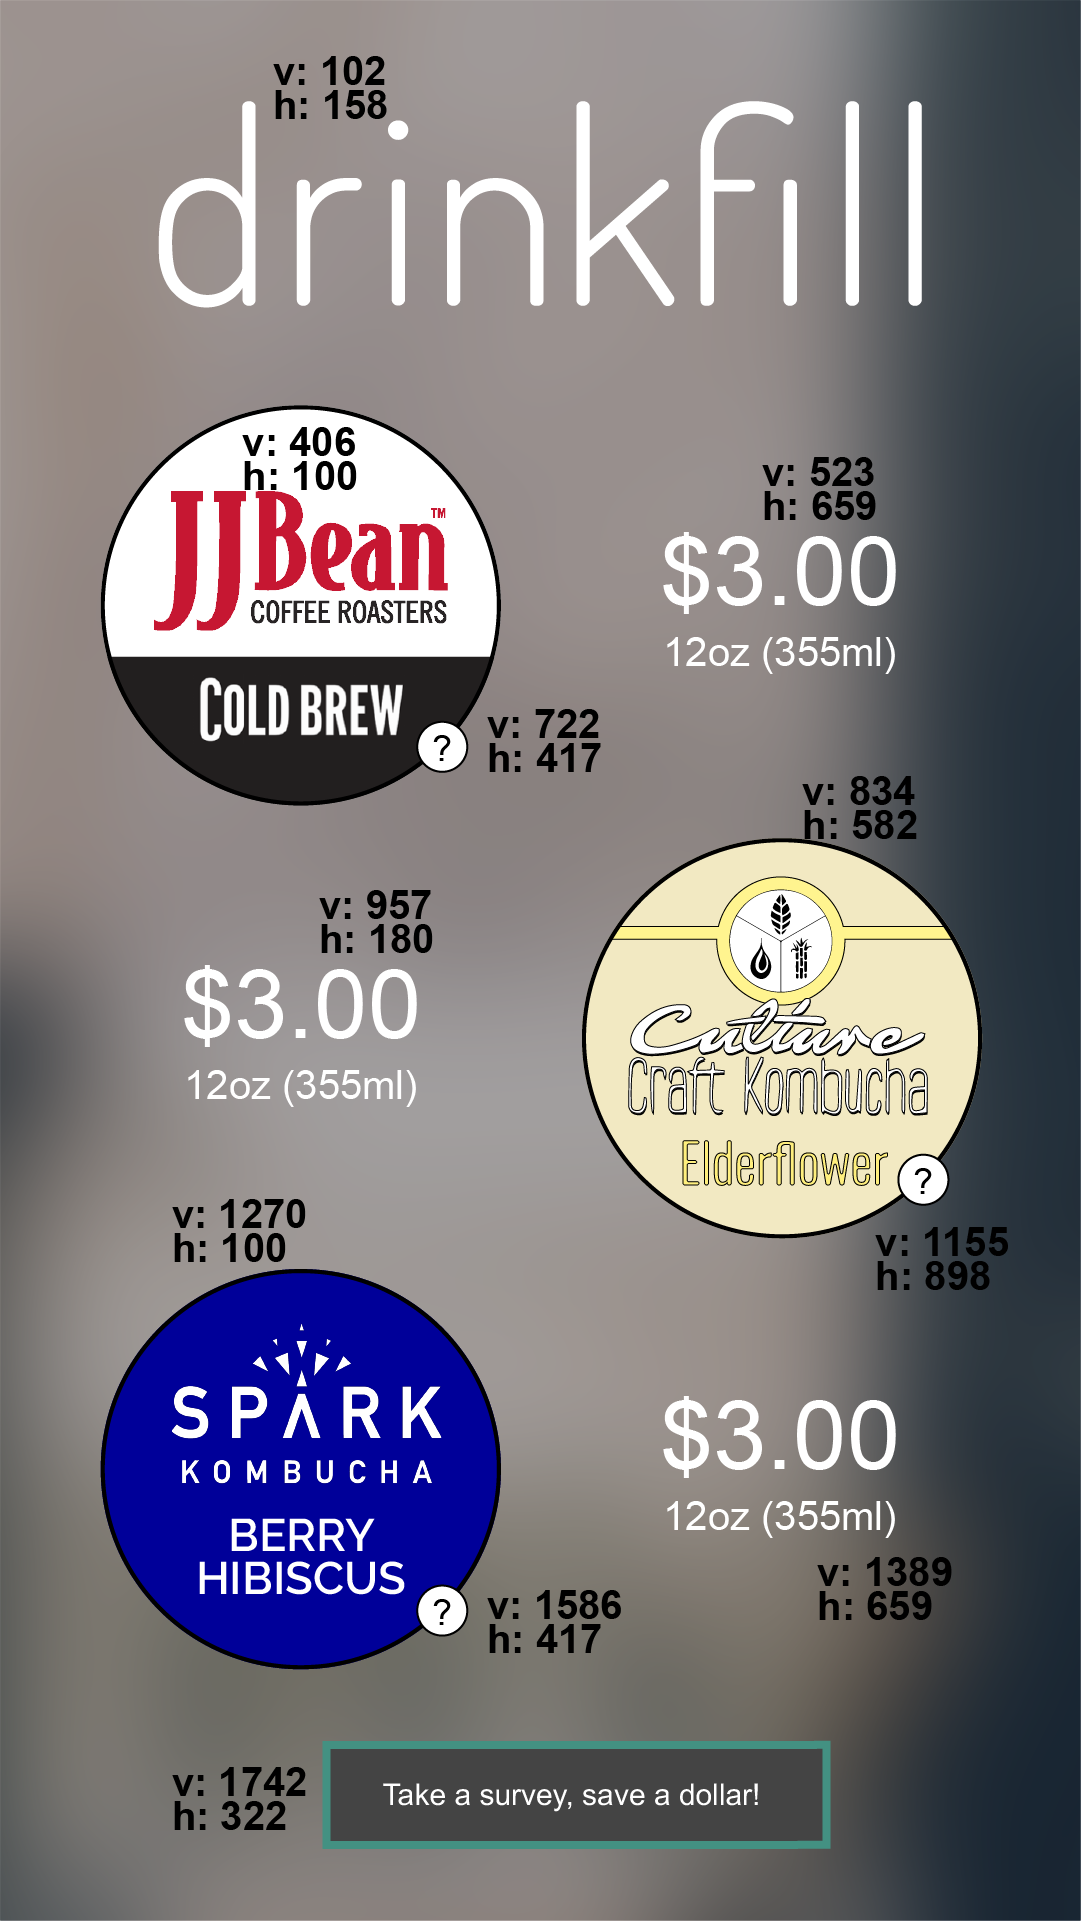 v: 102
h: 158
drinkfill
v: 406
h: 100
JJBean™
COFFEE ROASTERS
COLD BREW
?
v: 722
h: 417
v: 523
h: 659
$3.00
12oz (355ml)
v: 834
h: 582
v: 957
h: 180
$3.00
12oz (355ml)
Culture
Craft Kombucha
Elderflower
?
v: 1155
h: 898
v: 1270
h: 100
SPARK
KOMBUCHA
BERRY
HIBISCUS
?
v: 1586
h: 417
$3.00
12oz (355ml)
v: 1389
h: 659
v: 1742
h: 322
Take a survey, save a dollar!